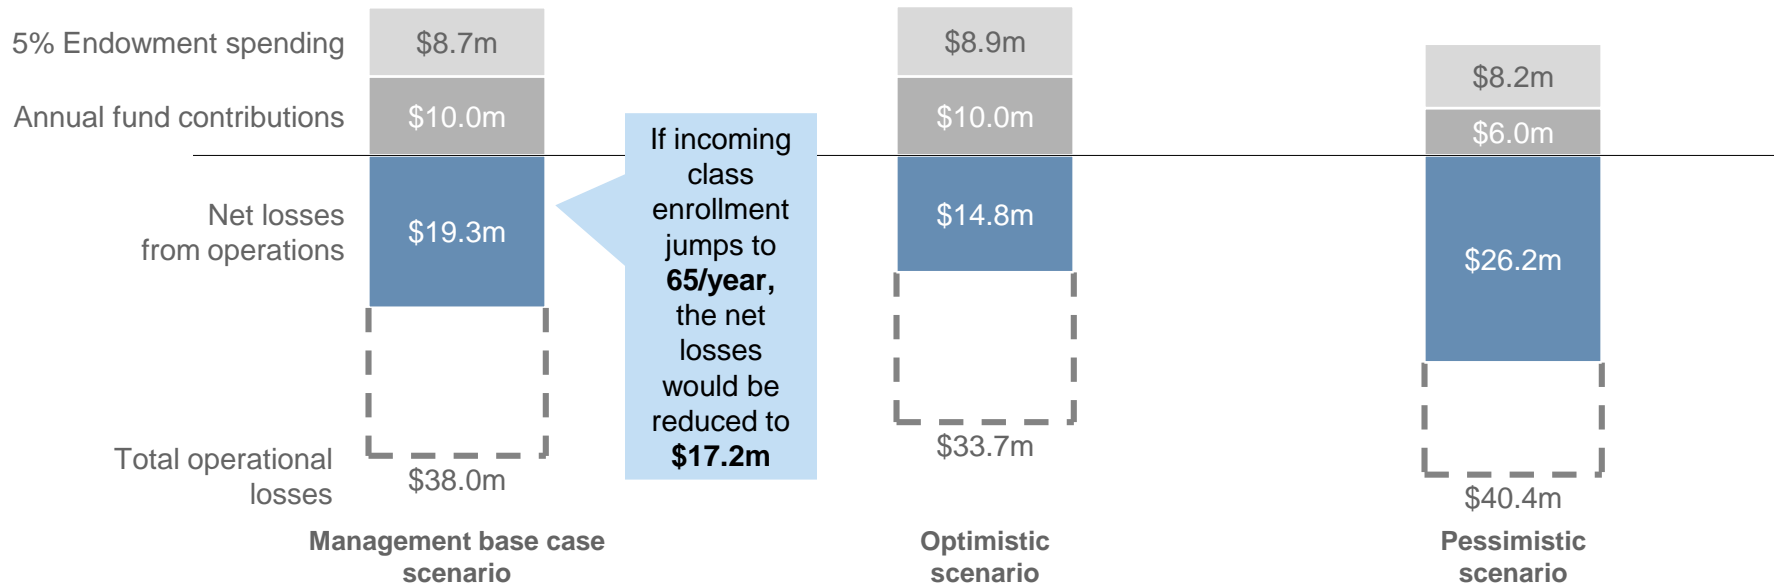 5% Endowment spending
$8.7m
$8.9m
$8.2m
Annual fund contributions
$10.0m
$10.0m
$6.0m
Net losses
from operations
$19.3m
$14.8m
$26.2m
If incoming
class
enrollment
jumps to
65/year,
the net
losses
would be
reduced to
$17.2m
Total operational
losses
$38.0m
$33.7m
$40.4m
Management base case
scenario
Optimistic
scenario
Pessimistic
scenario